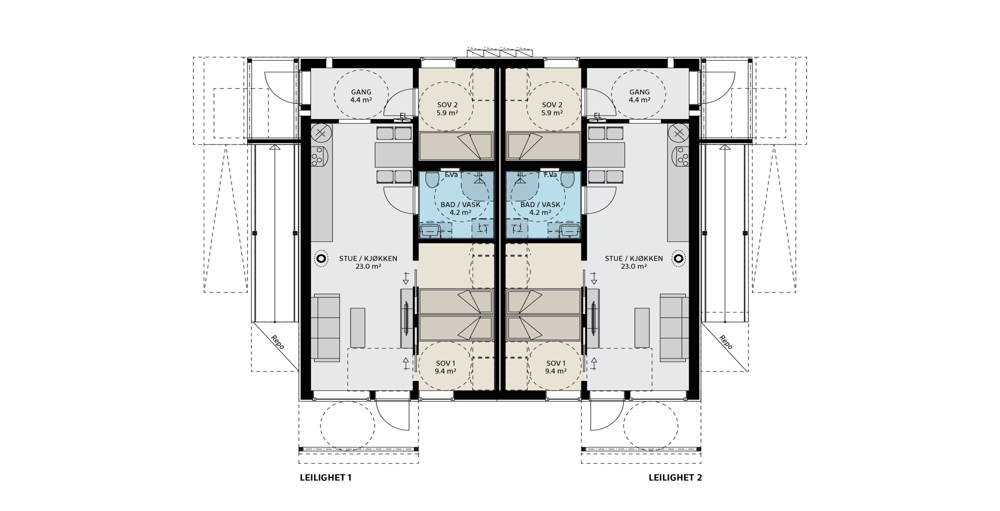 GANG
4.4 m²
SOV 2
5.9 m²
SOV 2
5.9 m²
GANG
4.4 m²
EL
EL
F.Va
F.Va
BAD / VASK
4.2 m²
BAD / VASK
4.2 m²
STUE / KJØKKEN
23.0 m²
STUE / KJØKKEN
23.0 m²
Repo
Repo
SOV 1
9.4 m²
SOV 1
9.4 m²
LEILIGHET 1
LEILIGHET 2